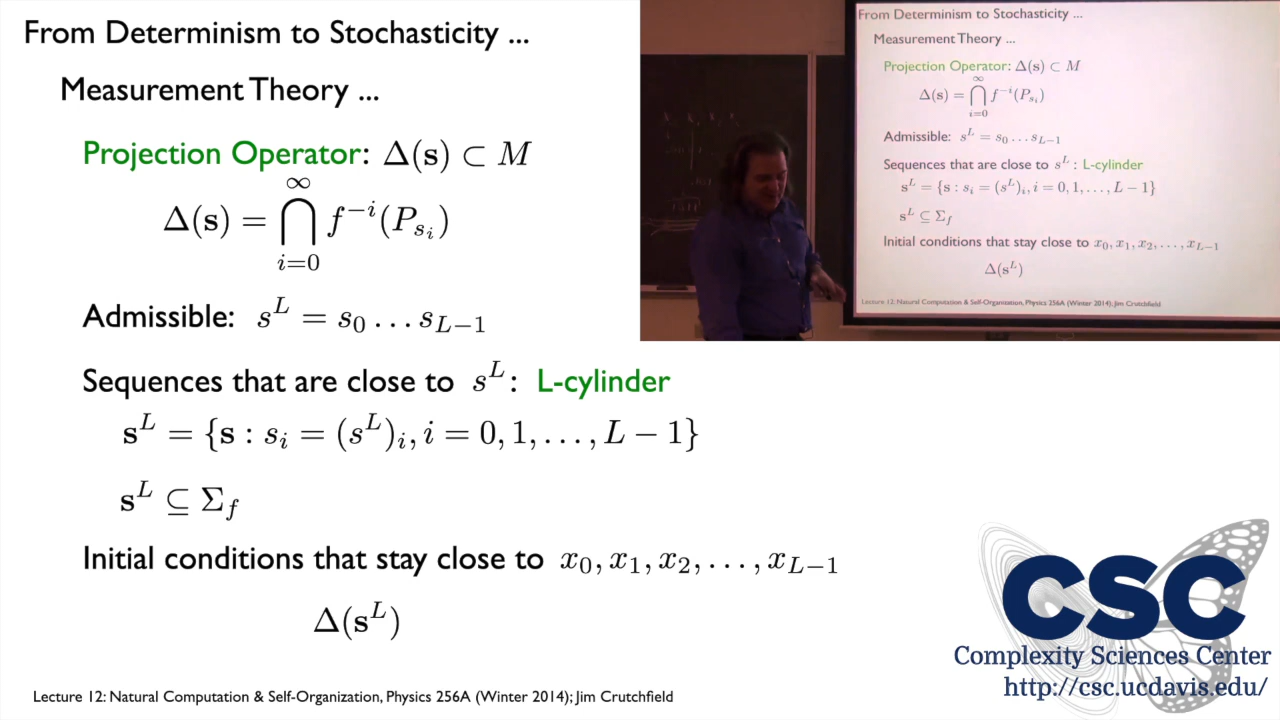 From Determinism to Stochasticity ...
Measurement Theory ...
Projection Operator: Δ(s) ⊂ M
Δ(s) = ⋂_{i=0}^{∞} f^{-i}(P_{s_i})
Admissible: s^L = s_0 ... s_{L-1}
Sequences that are close to s^L : L-cylinder
s^L = {s : s_i = (s^L)_i, i = 0, 1, ..., L − 1}
s^L ⊆ Σ_f
Initial conditions that stay close to x_0, x_1, x_2, ..., x_{L-1}
Δ(s^L)
Lecture 12: Natural Computation & Self-Organization, Physics 256A (Winter 2014); Jim Crutchfield
From Determinism to Stochasticity ...
Measurement Theory ...
Projection Operator: Δ(s) ⊂ M
Δ(s) = ⋂_{i=0}^{∞} f^{-i}(P_{s_i})
Admissible: s^L = s_0 ... s_{L-1}
Sequences that are close to s^L : L-cylinder
s^L = {s : s_i = (s^L)_i, i = 0, 1, ..., L − 1}
s^L ⊆ Σ_f
Initial conditions that stay close to x_0, x_1, x_2, ..., x_{L-1}
Δ(s^L)
Lecture 12: Natural Computation & Self-Organization, Physics 256A (Winter 2014); Jim Crutchfield
CSC
Complexity Sciences Center
http://csc.ucdavis.edu/